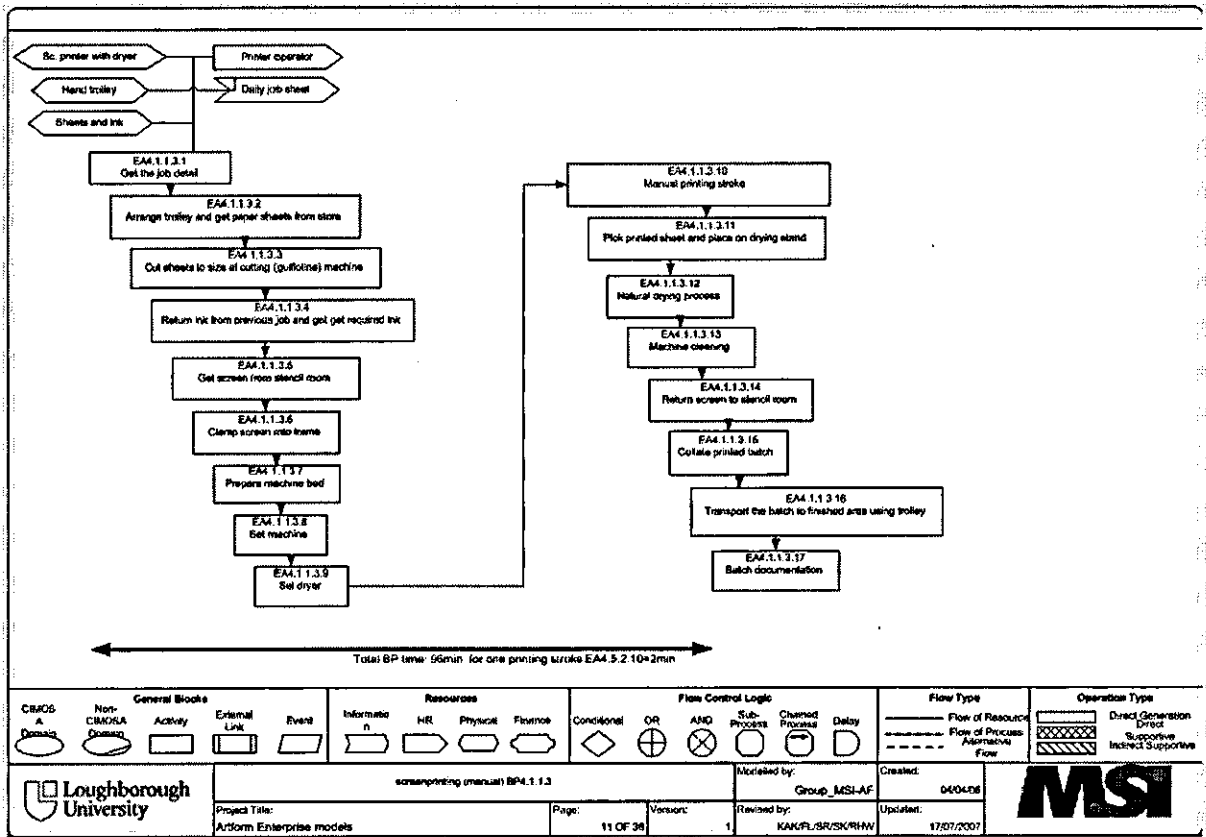 Sc. printer with dryer
Printer operator
Hand trolley
Daily job sheet
Sheets and ink
EA4.1.1.3.1
Get the job detail
EA4.1.1.3.2
Arrange trolley and get paper sheets from store
EA4.1.1.3.3
Cut sheets to size at cutting (guillotine) machine
EA4.1.1.3.4
Return ink from previous job and get get required ink
EA4.1.1.3.5
Get screen from stencil room
EA4.1.1.3.6
Clamp screen into frame
EA4.1.1.3.7
Prepare machine bed
EA4.1.1.3.8
Set machine
EA4.1.1.3.9
Set dryer
EA4.1.1.3.10
Manual printing stroke
EA4.1.1.3.11
Pick printed sheet and place on drying stand
EA4.1.1.3.12
Natural drying process
EA4.1.1.3.13
Machine cleaning
EA4.1.1.3.14
Return screen to stencil room
EA4.1.1.3.15
Collate printed batch
EA4.1.1.3.16
Transport the batch to finished area using trolley
EA4.1.1.3.17
Batch documentation
Total BP time: 96min for one printing stroke EA4.5.2.10=2min
General Blocks
CIMOS
A
Domain
Non-
CIMOSA
Domain
Activity
External
Link
Event
Resources
Informatio
n
HR
Physical
Finance
Flow Control Logic
Conditional
OR
AND
Sub-
Process
Chained
Process
Delay
Flow Type
Flow of Resource
Flow of Process
Alternative
Flow
Operation Type
Direct Generation
Direct
Supportive
Indirect Supportive
Loughborough
University
screenprinting (manual) BP4.1.1.3
Modelled by:
Group_MSI-AF
Created:
04/04/06
Project Title:
Artform Enterprise models
Page:
11 OF 36
Version:
1
Revised by:
KAK/FL/SR/SK/RHW
Updated:
17/07/2007
MSI